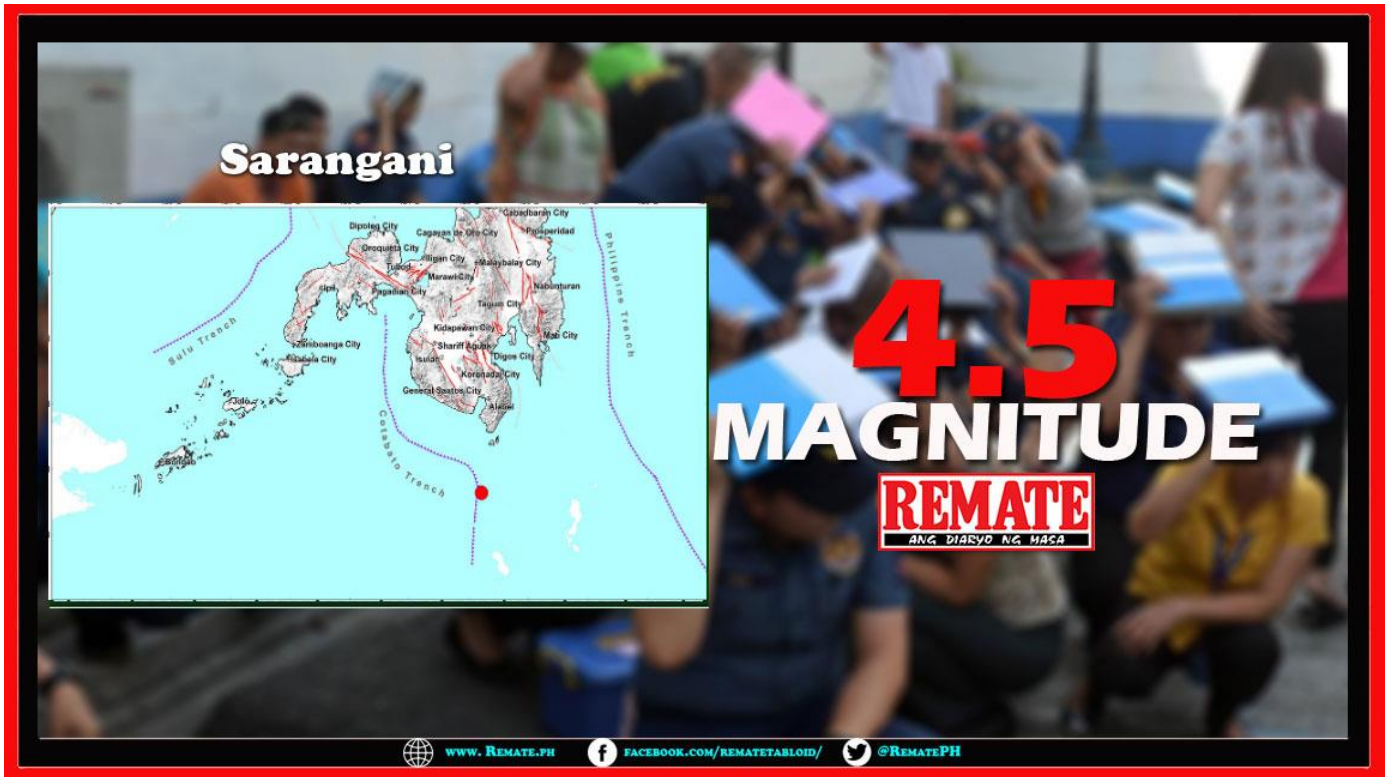 Sarangani
Cabadbaran City
Dipolog City
Cagayan de Oro City
Prosperidad
Oroquieta City
Iligan City
Malaybalay City
Tubod
Marawi City
Ipil
Pagadian City
Nabunturan
Tagum City
Philippine Trench
Sulu Trench
Kidapawan City
Mati City
Zamboanga City
Shariff Aguak
Isabela City
Isulan
Digos City
Koronadal City
General Saatos City
Jolo
Alabel
Cotabato Trench
Bongao
4.5
MAGNITUDE
REMATE
ANG DIARYO NG MASA
www. Remate.ph
facebook.com/rematetabloid/
@RematePH